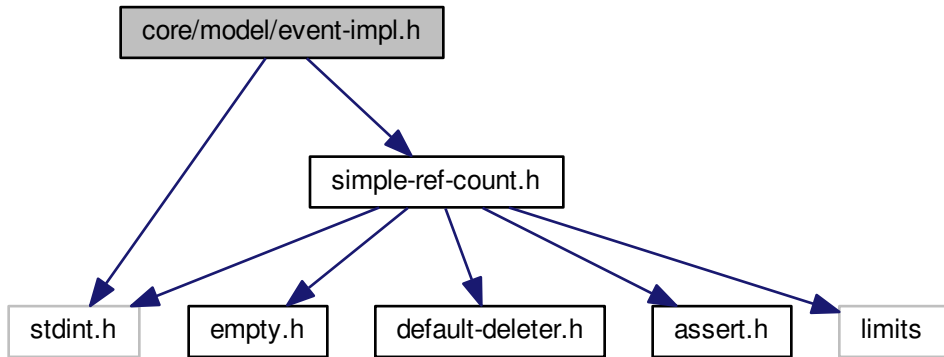 core/model/event-impl.h
simple-ref-count.h
stdint.h
empty.h
default-deleter.h
assert.h
limits